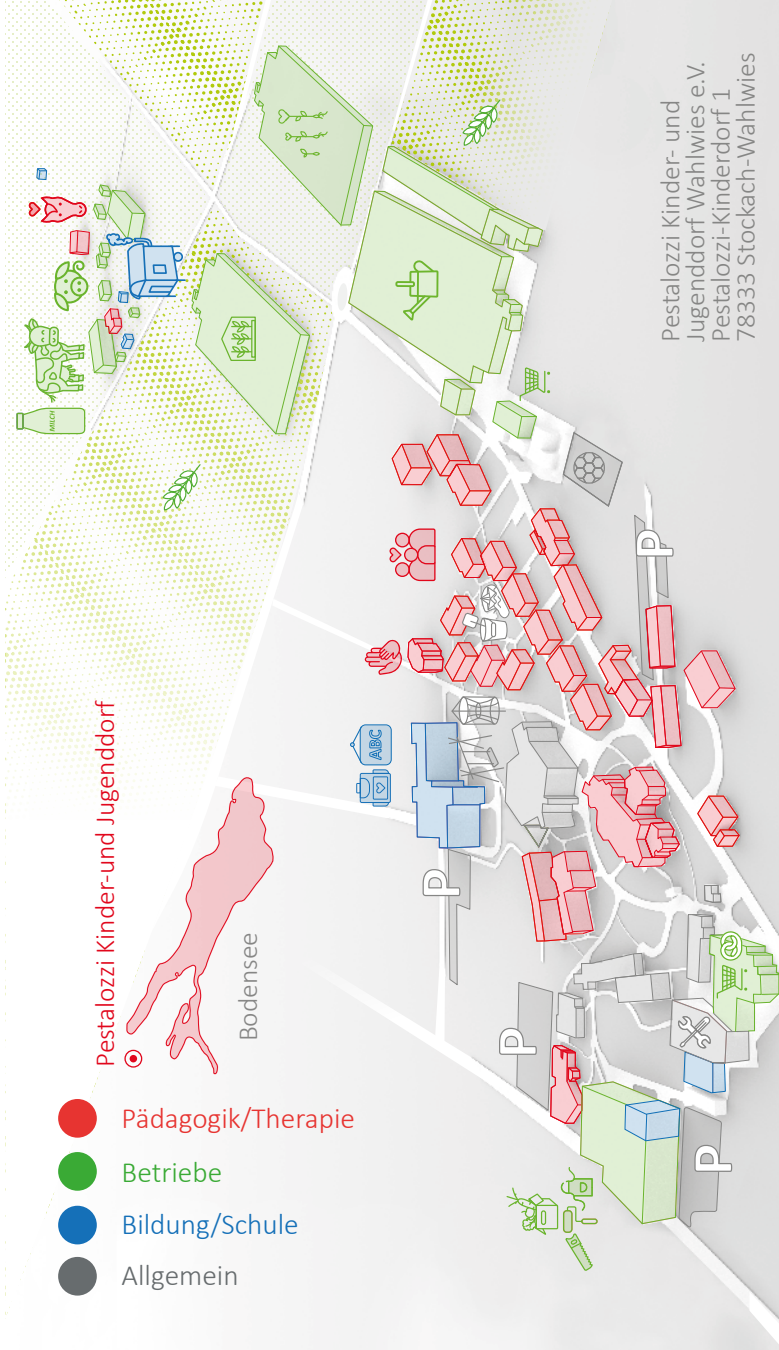 Pestalozzi Kinder- und
Jugenddorf Wahlwies e.V.
Pestalozzi-Kinderdorf 1
78333 Stockach-Wahlwies
MILCH
ABC
Pestalozzi Kinder-und Jugenddorf
Bodensee
P
P
P
P
Pädagogik/Therapie
Betriebe
Bildung/Schule
Allgemein